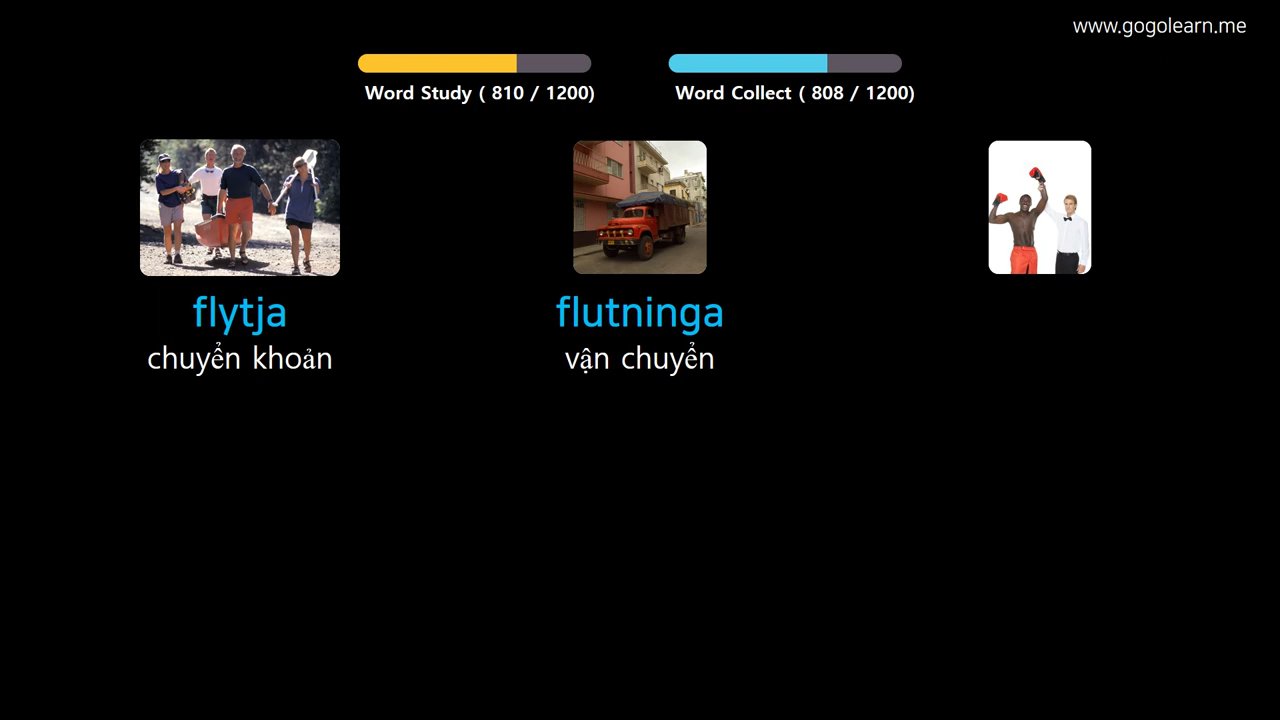 www.gogolearn.me
Word Study ( 810 / 1200)
Word Collect ( 808 / 1200)
flytja
chuyển khoản
flutninga
vận chuyển